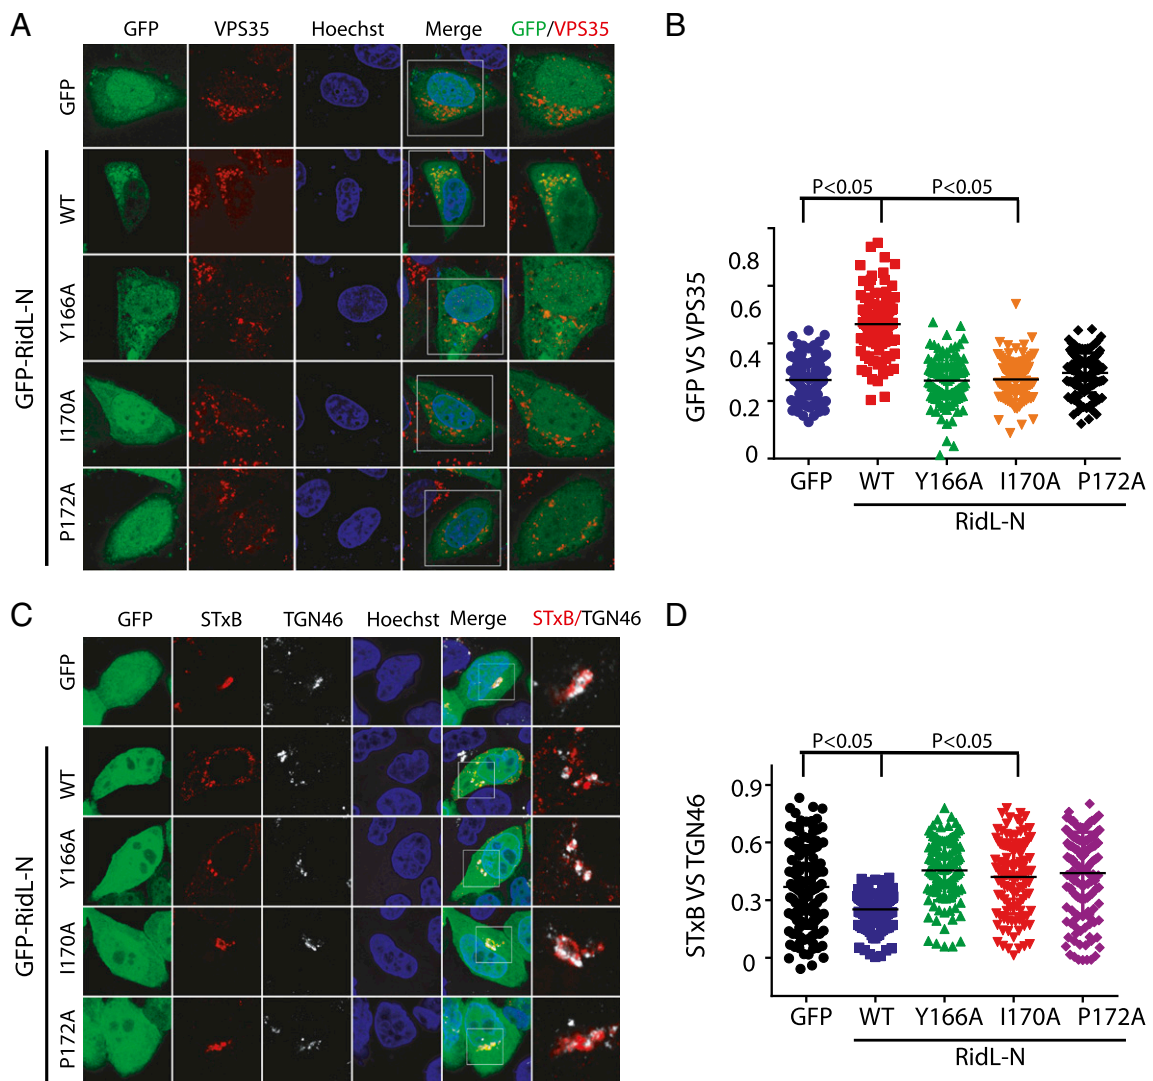 A
GFP VPS35 Hoechst Merge GFP/VPS35
GFP
GFP-RidL-N
WT
Y166A
I170A
P172A
B
P<0.05 P<0.05
GFP VS VPS35
0.8
0.6
0.4
0.2
0
GFP WT Y166A I170A P172A
RidL-N
C
GFP STxB TGN46 Hoechst Merge STxB/TGN46
GFP
GFP-RidL-N
WT
Y166A
I170A
P172A
D
P<0.05 P<0.05
STxB VS TGN46
0.9
0.6
0.3
0
GFP WT Y166A I170A P172A
RidL-N